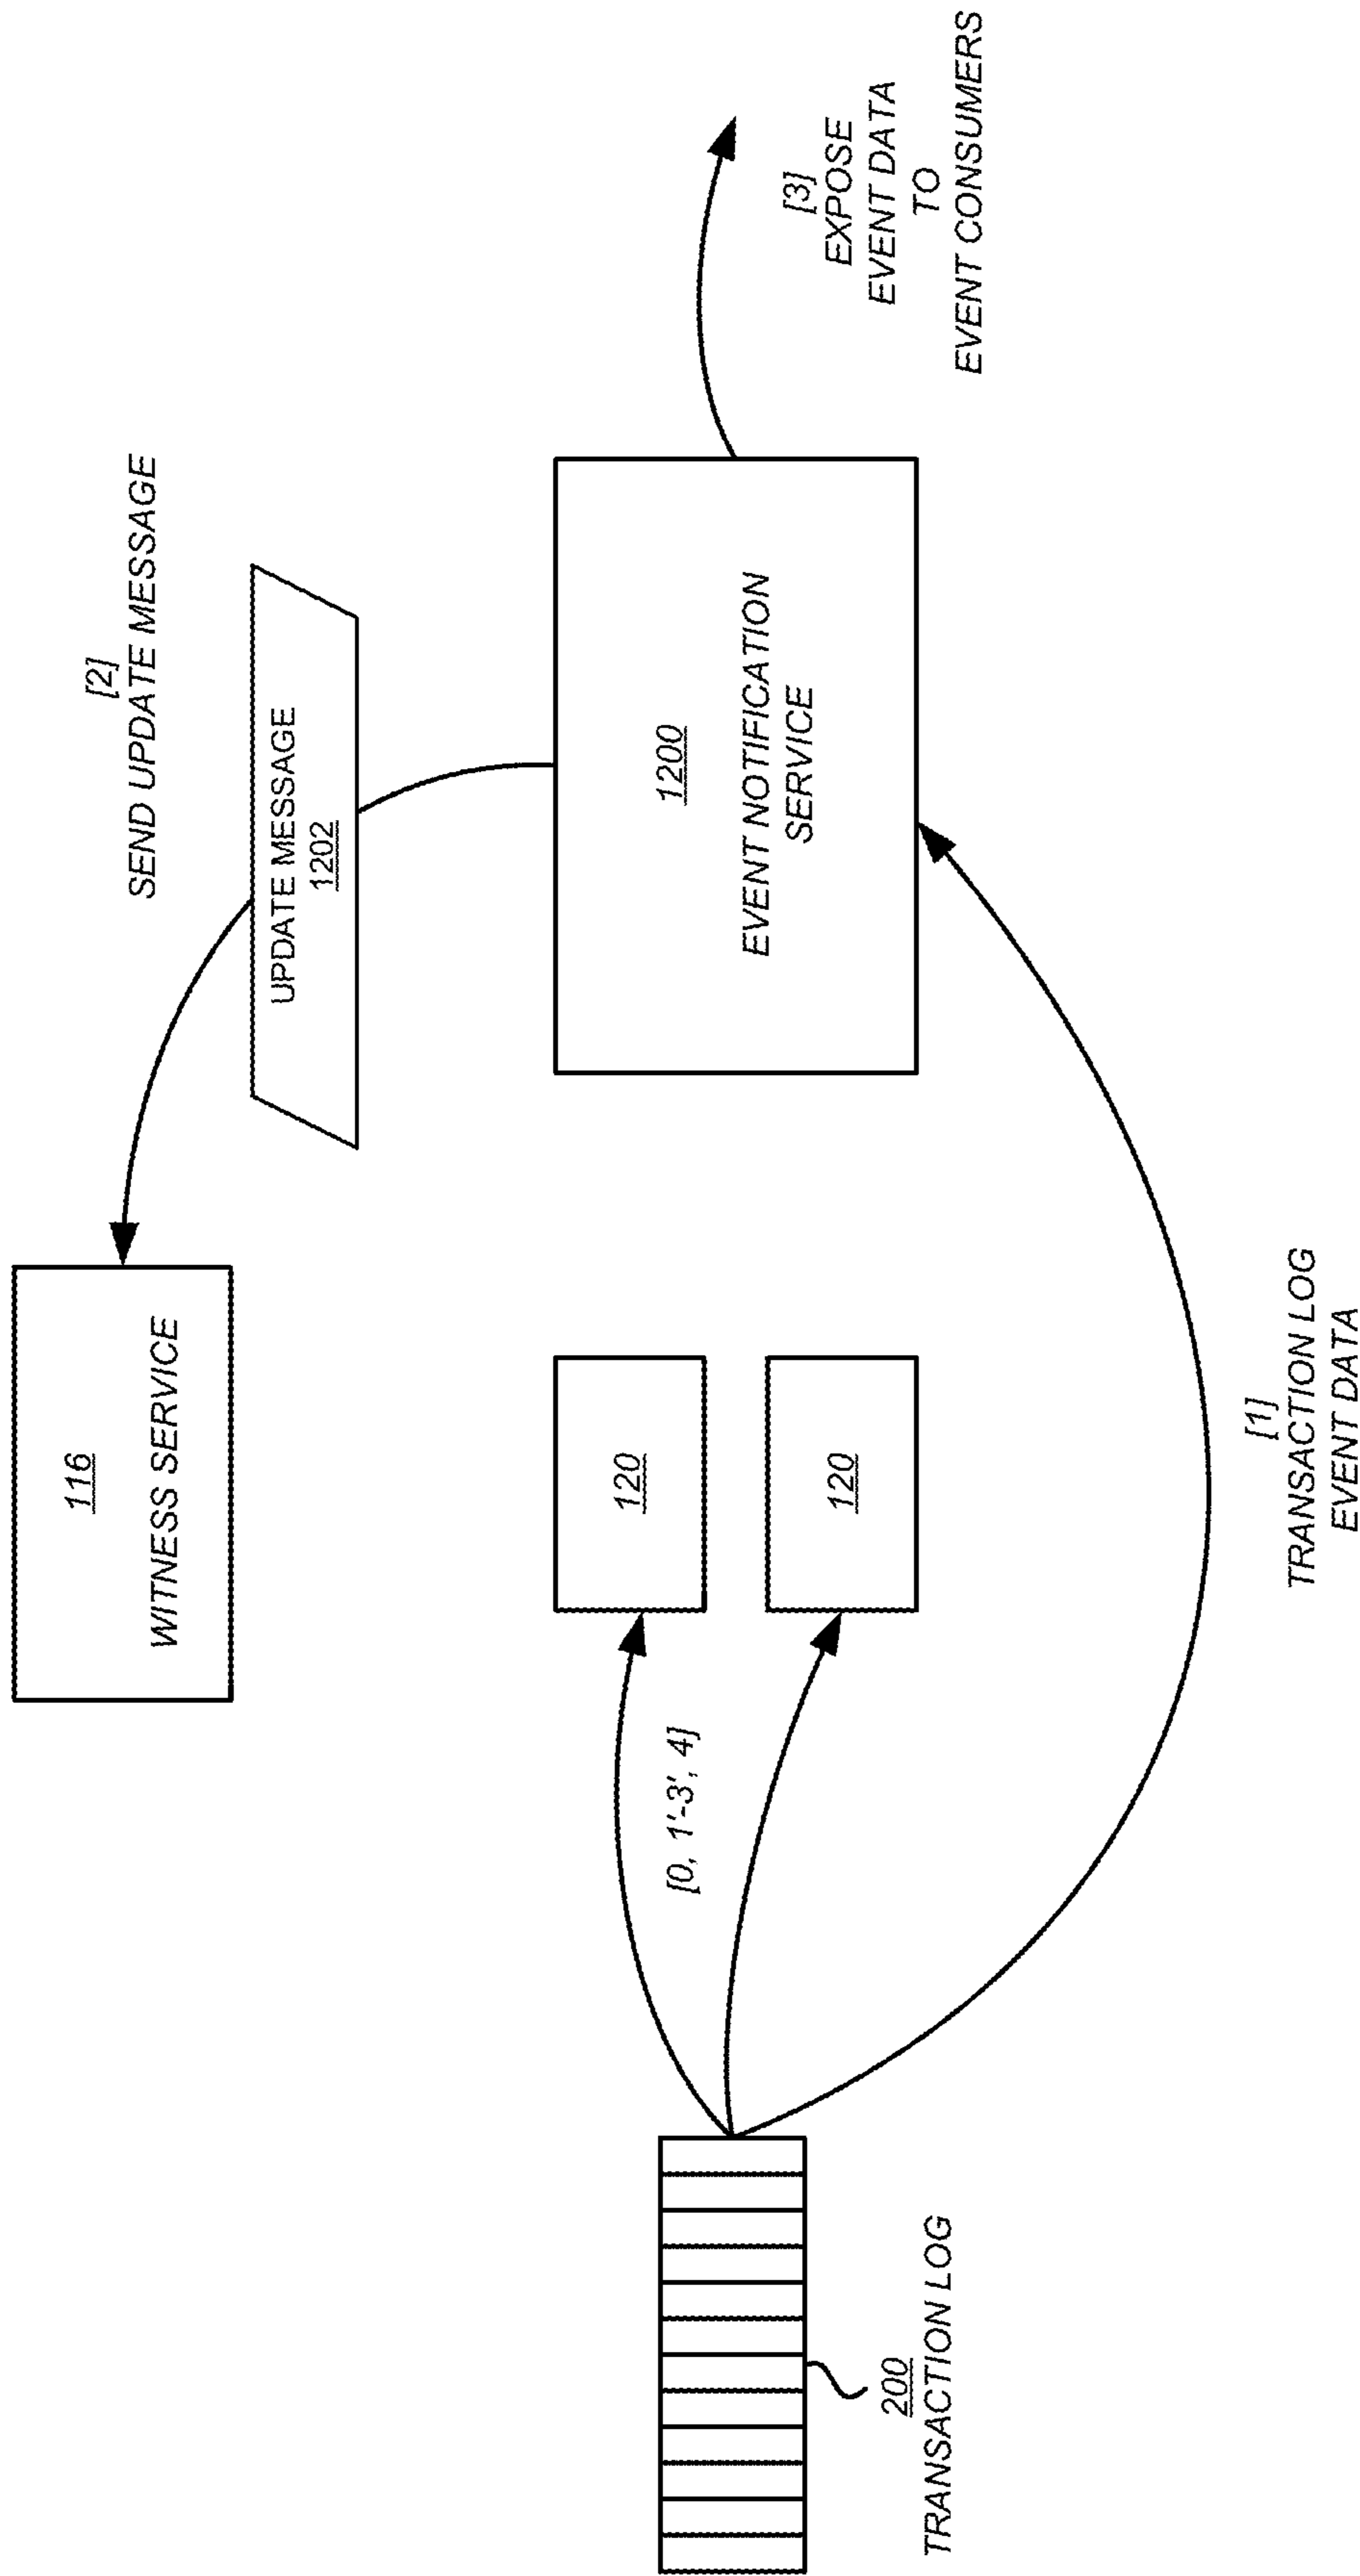 116
WITNESS SERVICE
[2]
SEND UPDATE MESSAGE
UPDATE MESSAGE
1202
[0, 1'-3', 4]
120
120
1200
EVENT NOTIFICATION
SERVICE
[3]
EXPOSE
EVENT DATA
TO
EVENT CONSUMERS
200
TRANSACTION LOG
[1]
TRANSACTION LOG
EVENT DATA